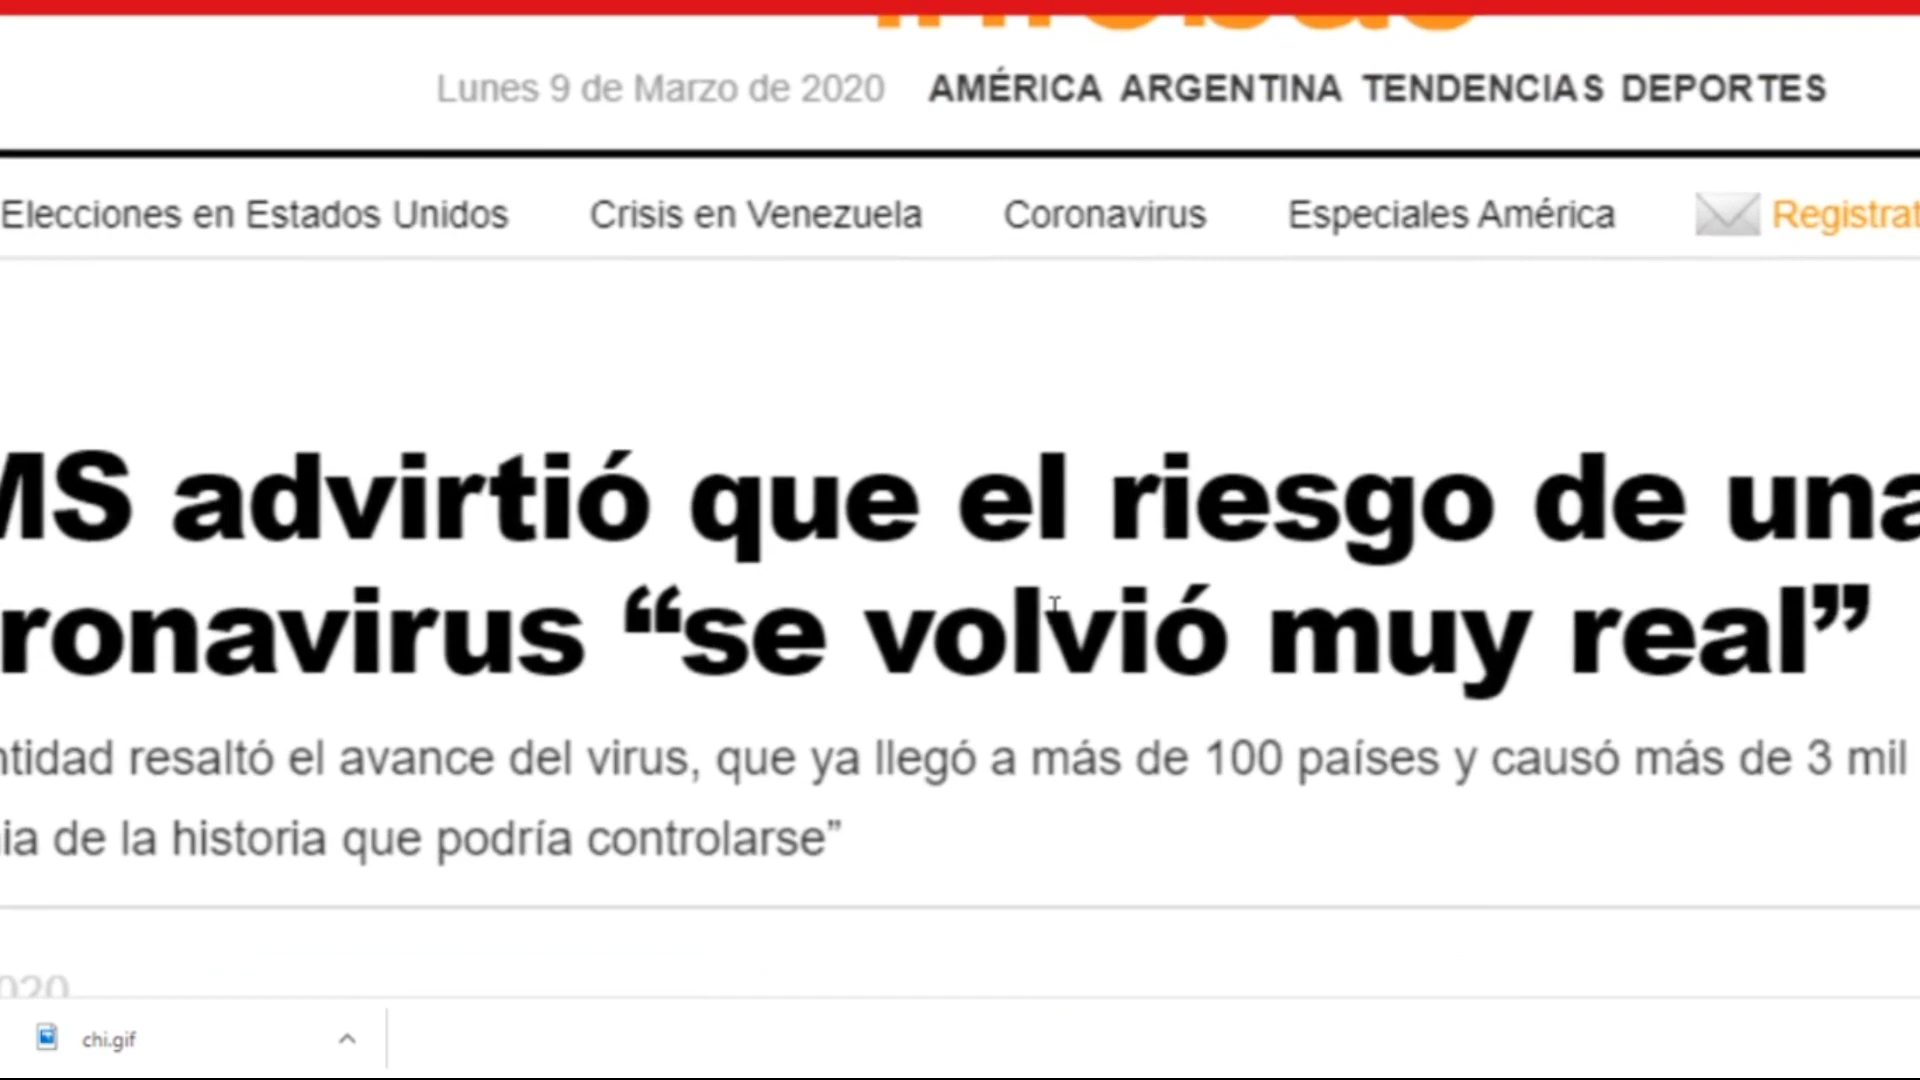 Lunes 9 de Marzo de 2020 AMÉRICA ARGENTINA TENDENCIAS DEPORTES
Elecciones en Estados Unidos Crisis en Venezuela Coronavirus Especiales América Registrat
MS advirtió que el riesgo de una
ronavirus “se volvió muy real”
ntidad resaltó el avance del virus, que ya llegó a más de 100 países y causó más de 3 mil
ia de la historia que podría controlarse”
020
chi.gif